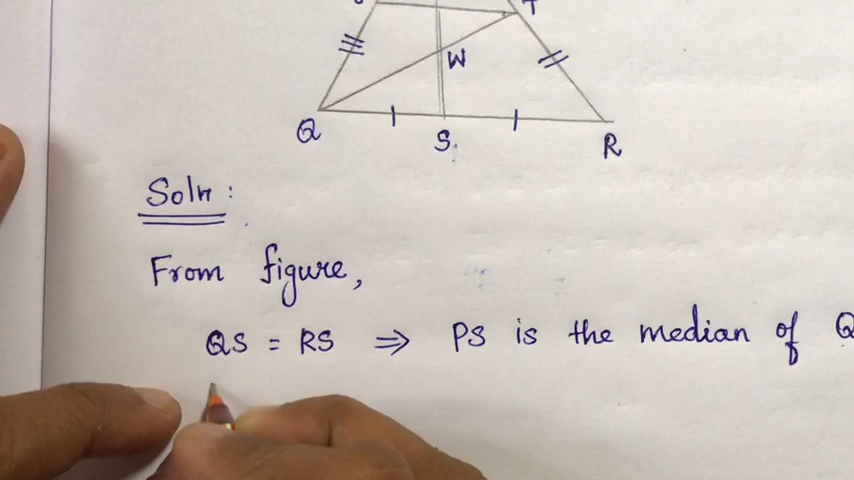 T
W
Q
S
R
Soln:
From figure,
QS = RS ⇒ PS is the median of Q